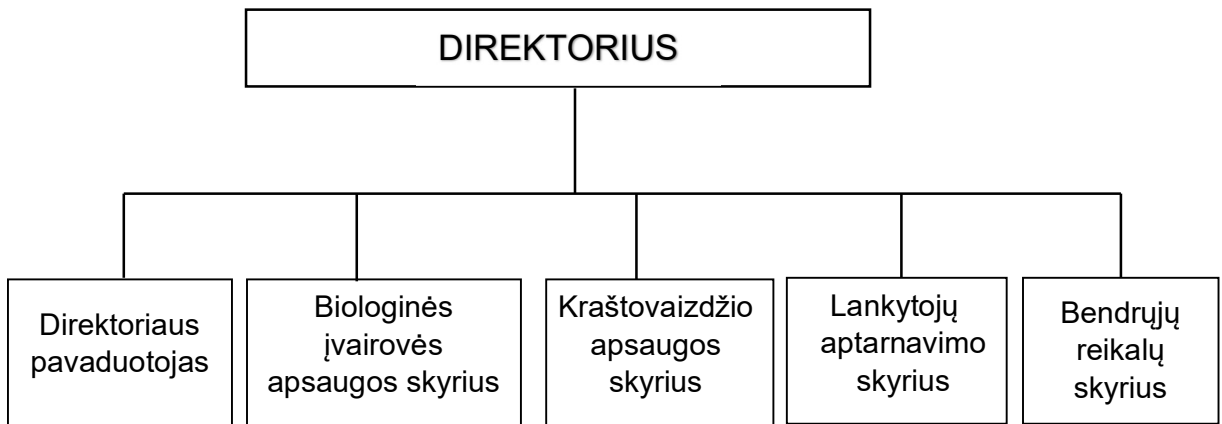 DIREKTORIUS
Direktoriaus
pavaduotojas
Biologinės
įvairovės
apsaugos skyrius
Kraštovaizdžio
apsaugos
skyrius
Lankytojų
aptarnavimo
skyrius
Bendrųjų
reikalų
skyrius